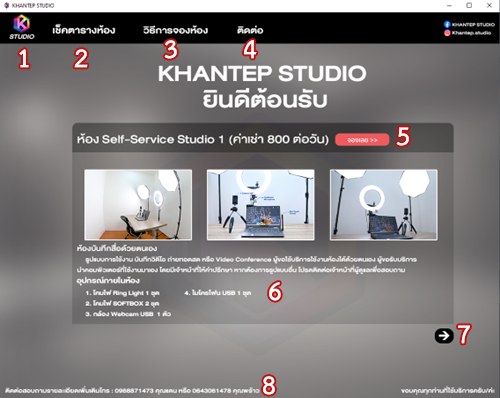 KHANTEP STUDIO
STUDIO
เช็คตารางห้อง
วิธีการจองห้อง
ติดต่อ
KHANTEP STUDIO
Khantep.studio
1
2
3
4
KHANTEP STUDIO
ยินดีต้อนรับ
ห้อง Self-Service Studio 1 (ค่าเช่า 800 ต่อวัน)
จองเลย >>
5
ห้องบันทึกสื่อด้วยตนเอง
รูปแบบการใช้งาน บันทึกวิดีโอ ถ่ายทอดสด หรือ Video Conference ผู้ขอใช้บริการใช้งานห้องได้ด้วยตนเอง ผู้ขอรับบริการ
นำคอมพิวเตอร์ที่ใช้งานมาเอง โดยมีเจ้าหน้าที่ให้คำปรึกษา หากต้องการรูปแบบอื่น โปรดติดต่อเจ้าหน้าที่ผู้ดูแลเพื่อสอบถาม
อุปกรณ์ภายในห้อง
1. โคมไฟ Ring Light 1 ชุด
4. ไมโครโฟน USB 1 ชุด
2. โคมไฟ SOFTBOX 2 ชุด
3. กล้อง Webcam USB 1 ตัว
6
7
ติดต่อสอบถามรายระเอียดเพิ่มเติมโทร : 0966871473 คุณแดน หรือ 0643061478 คุณพร้าว
8
ขอบคุณทุกท่านที่ใช้บริการครับ/ค่ะ